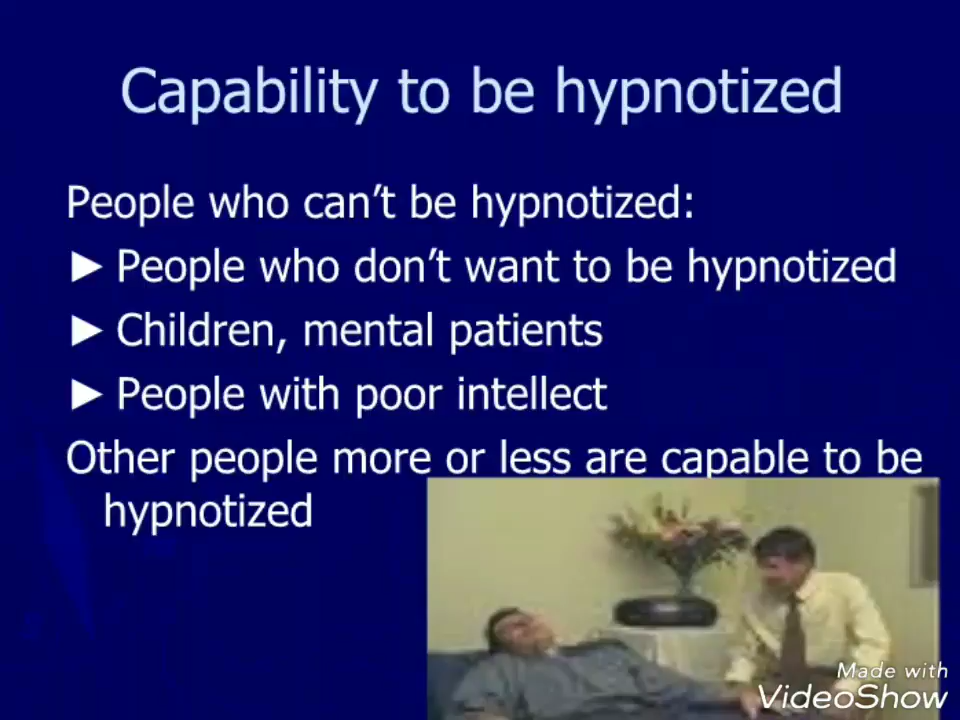 Capability to be hypnotized
People who can’t be hypnotized:
► People who don’t want to be hypnotized
► Children, mental patients
► People with poor intellect
Other people more or less are capable to be
hypnotized
Made with
VideoShow